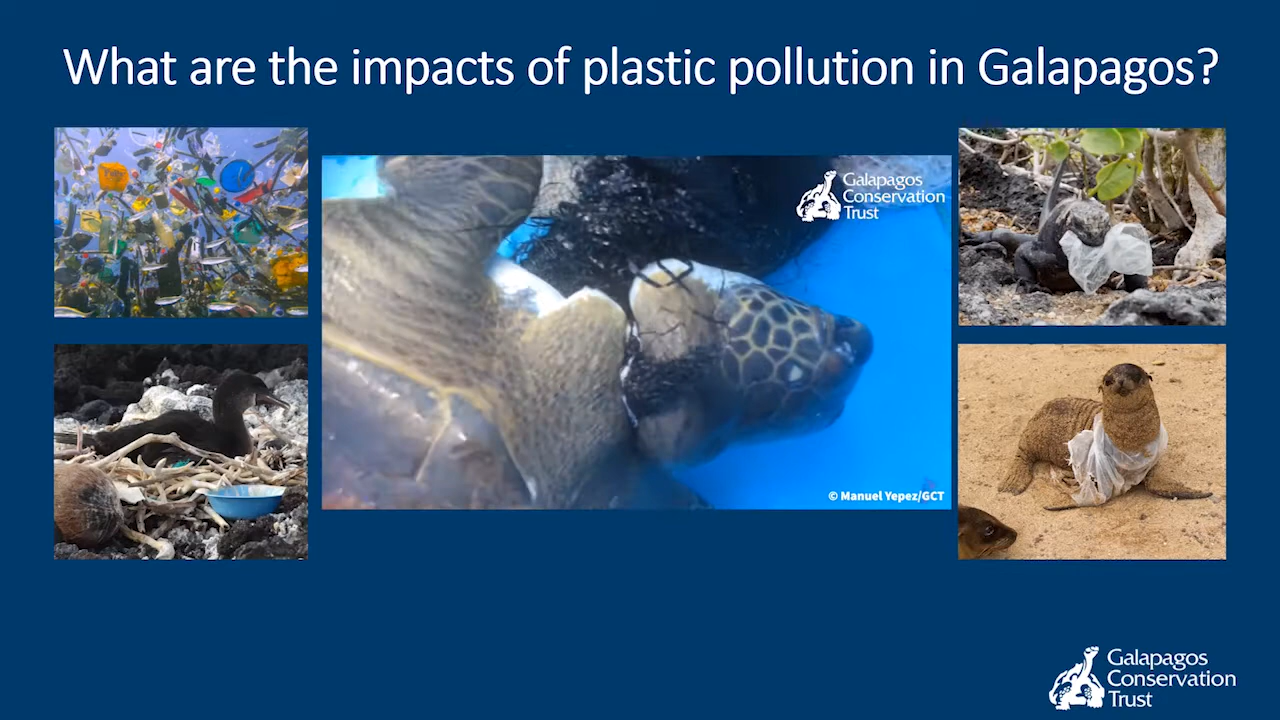 What are the impacts of plastic pollution in Galapagos?
Galapagos
Conservation
Trust
© Manuel Yepez/GCT
Galapagos
Conservation
Trust